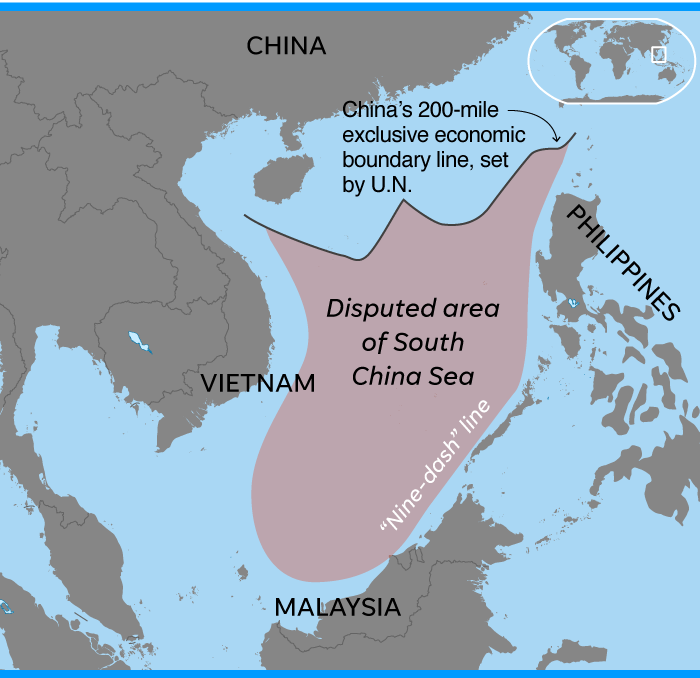 CHINA
China’s 200-mile
exclusive economic
boundary line, set
by U.N.
PHILIPPINES
Disputed area
of South
China Sea
VIETNAM
“Nine-dash” line
MALAYSIA